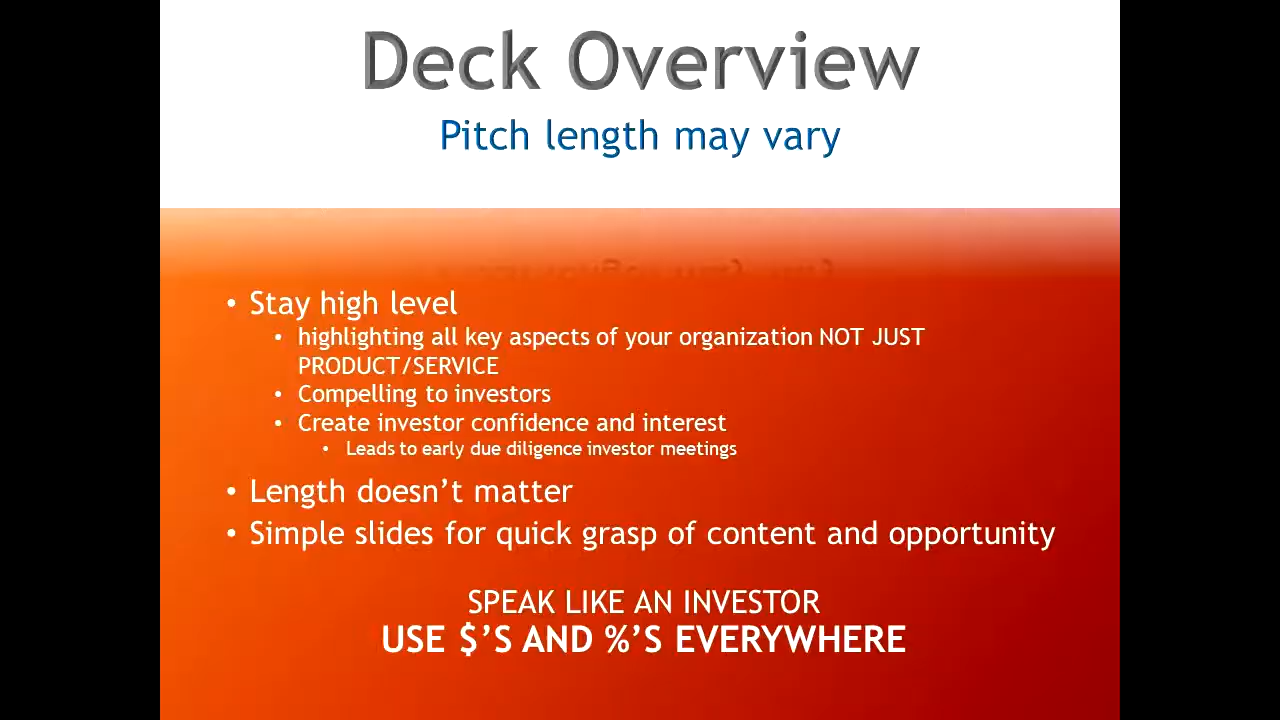 Deck Overview
Pitch length may vary
• Stay high level
• highlighting all key aspects of your organization NOT JUST
PRODUCT/SERVICE
• Compelling to investors
• Create investor confidence and interest
• Leads to early due diligence investor meetings
• Length doesn’t matter
• Simple slides for quick grasp of content and opportunity
SPEAK LIKE AN INVESTOR
USE $’S AND %’S EVERYWHERE